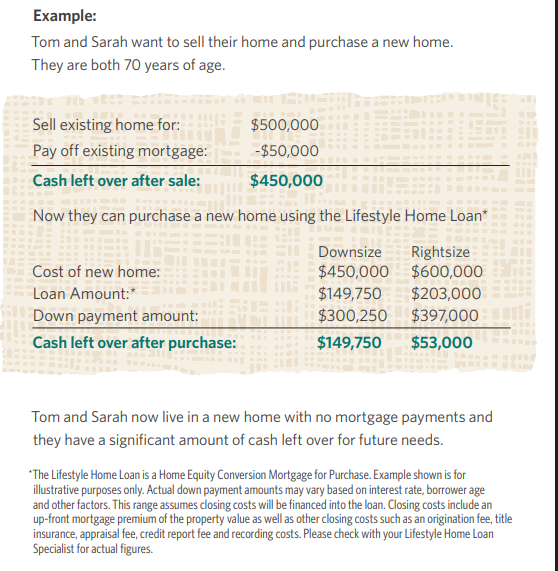 Example:
Tom and Sarah want to sell their home and purchase a new home.
They are both 70 years of age.
Sell existing home for: $500,000
Pay off existing mortgage: -$50,000
Cash left over after sale: $450,000
Now they can purchase a new home using the Lifestyle Home Loan*
Downsize Rightsize
Cost of new home: $450,000 $600,000
Loan Amount:* $149,750 $203,000
Down payment amount: $300,250 $397,000
Cash left over after purchase: $149,750 $53,000
Tom and Sarah now live in a new home with no mortgage payments and
they have a significant amount of cash left over for future needs.
*The Lifestyle Home Loan is a Home Equity Conversion Mortgage for Purchase. Example shown is for
illustrative purposes only. Actual down payment amounts may vary based on interest rate, borrower age
and other factors. This range assumes closing costs will be financed into the loan. Closing costs include an
up-front mortgage premium of the property value as well as other closing costs such as an origination fee, title
insurance, appraisal fee, credit report fee and recording costs. Please check with your Lifestyle Home Loan
Specialist for actual figures.